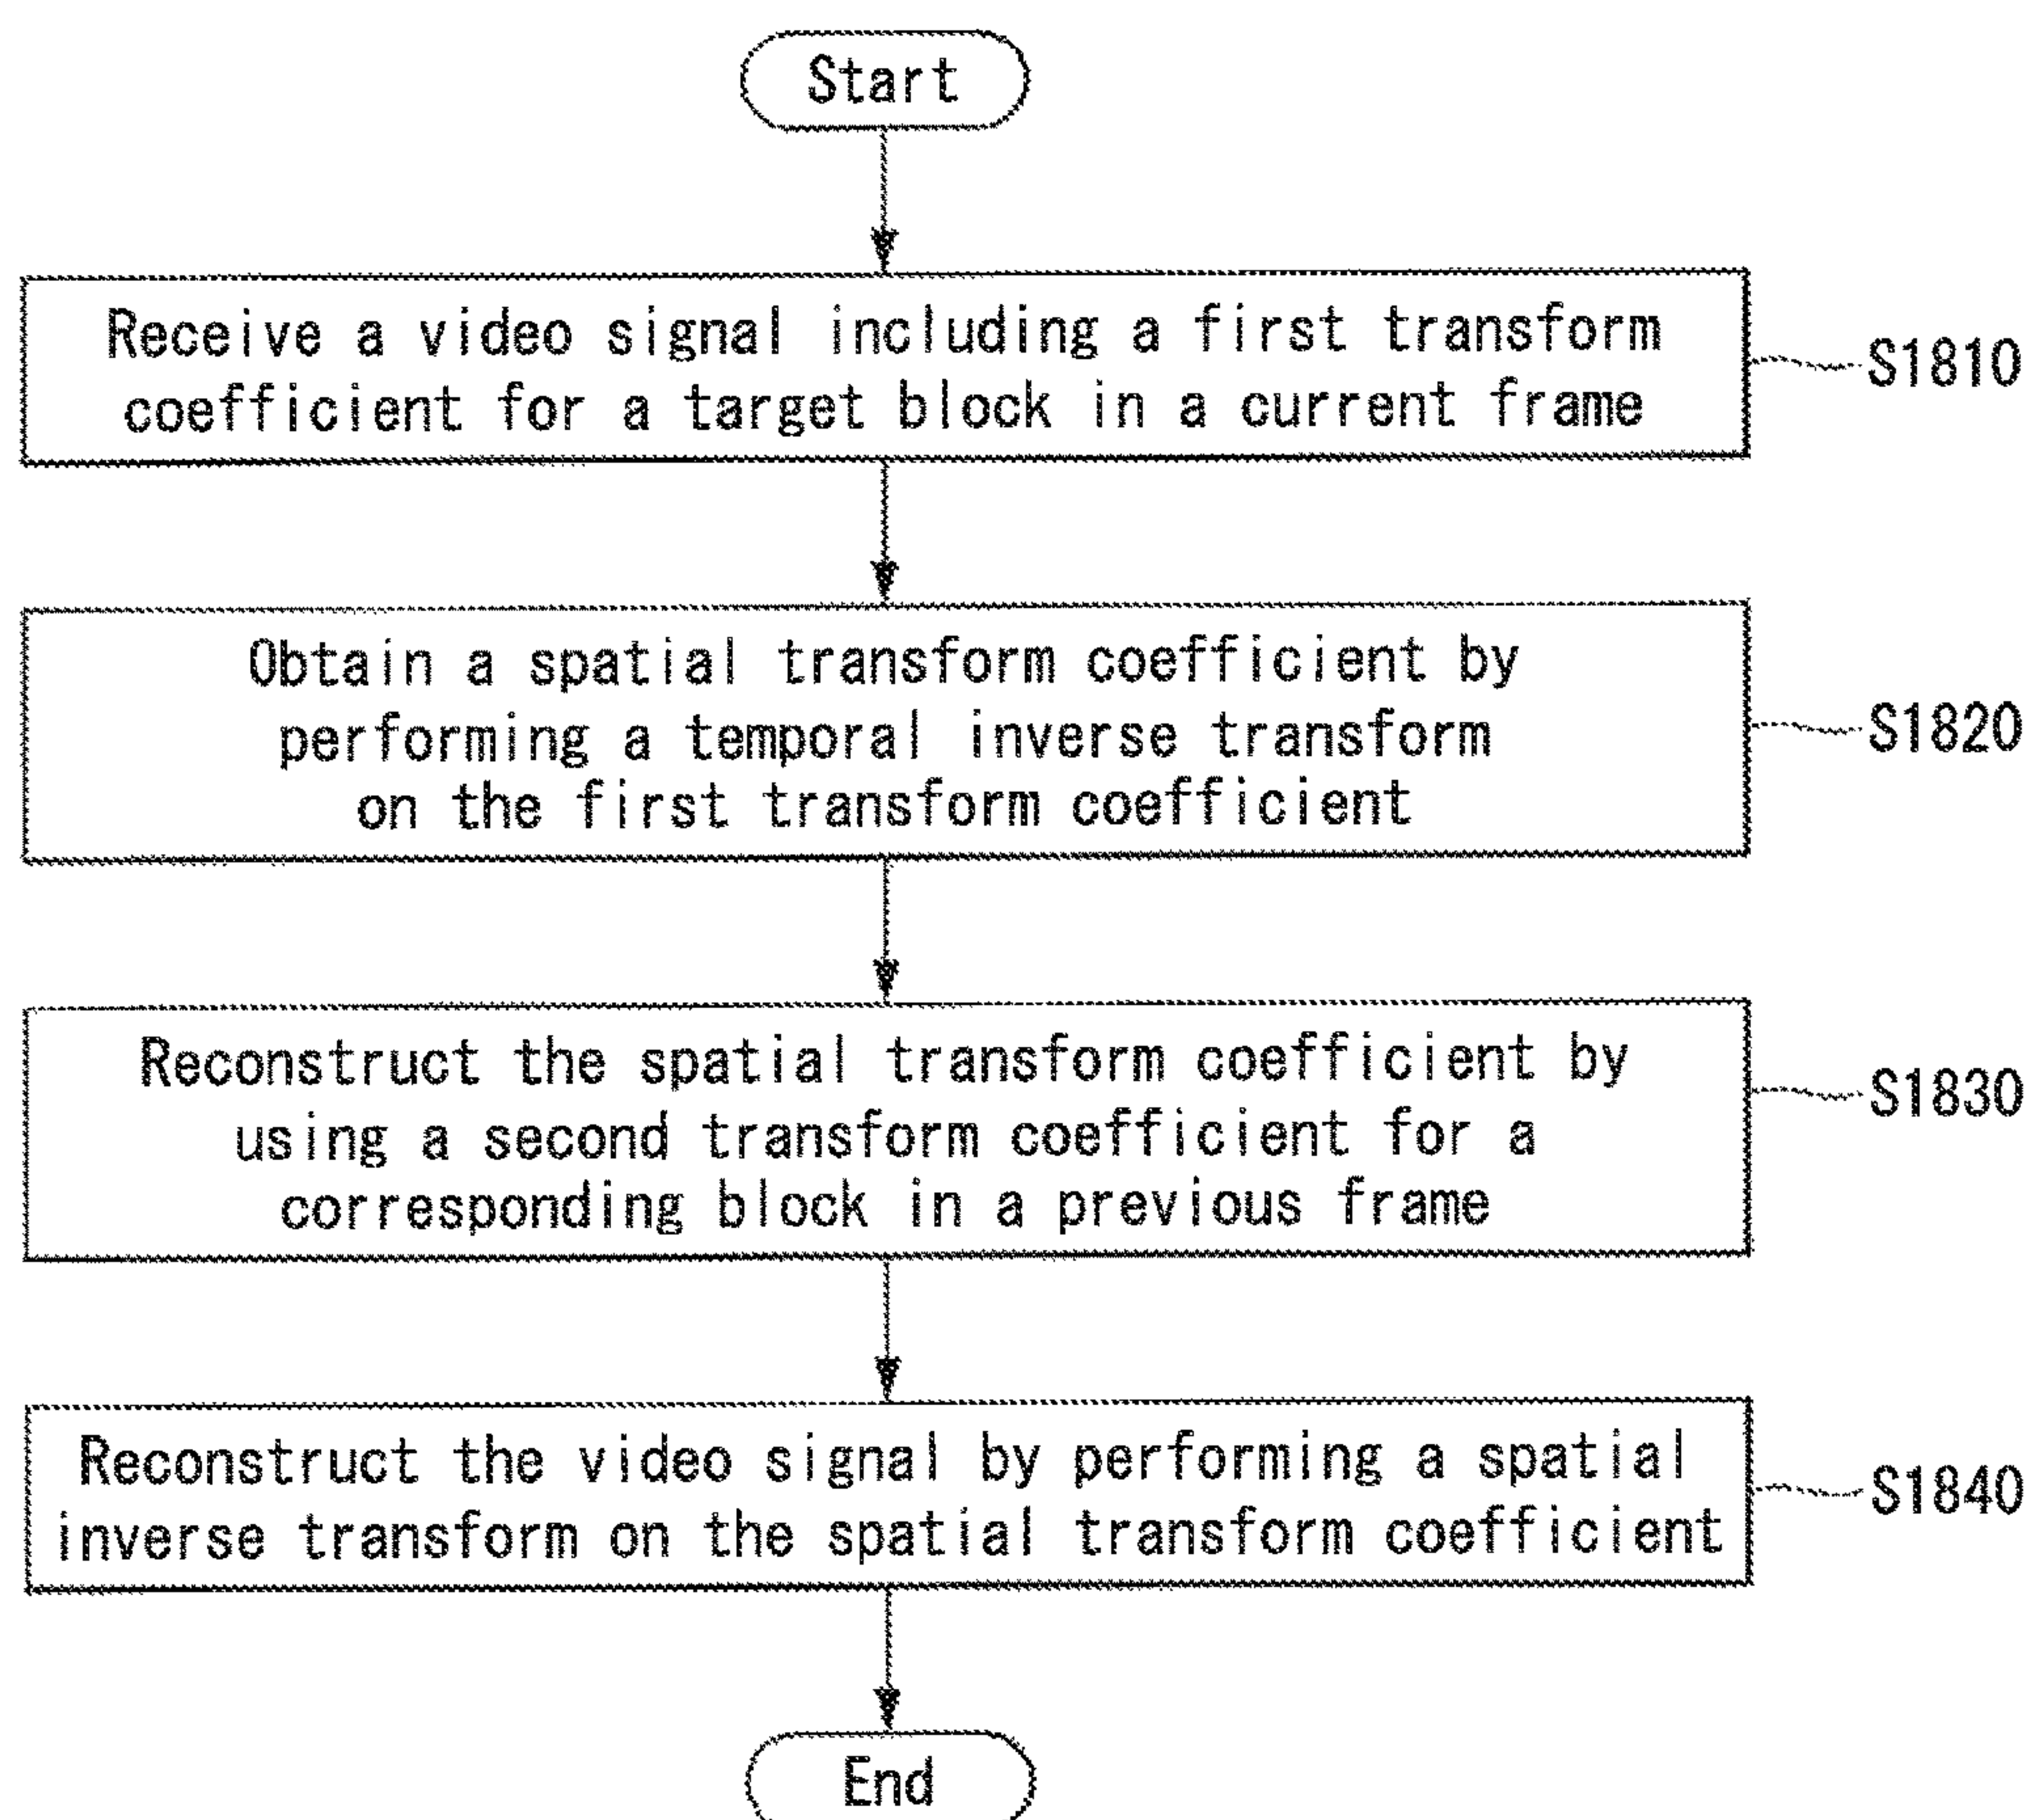 Start
Receive a video signal including a first transform
coefficient for a target block in a current frame
S1810
Obtain a spatial transform coefficient by
performing a temporal inverse transform
on the first transform coefficient
S1820
Reconstruct the spatial transform coefficient by
using a second transform coefficient for a
corresponding block in a previous frame
S1830
Reconstruct the video signal by performing a spatial
inverse transform on the spatial transform coefficient
S1840
End